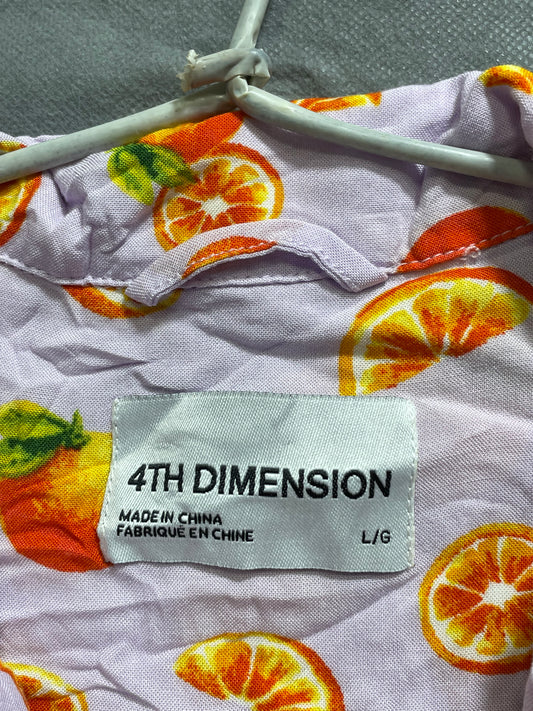 4TH DIMENSION
MADE IN CHINA
FABRIQUÉ EN CHINE
L/G